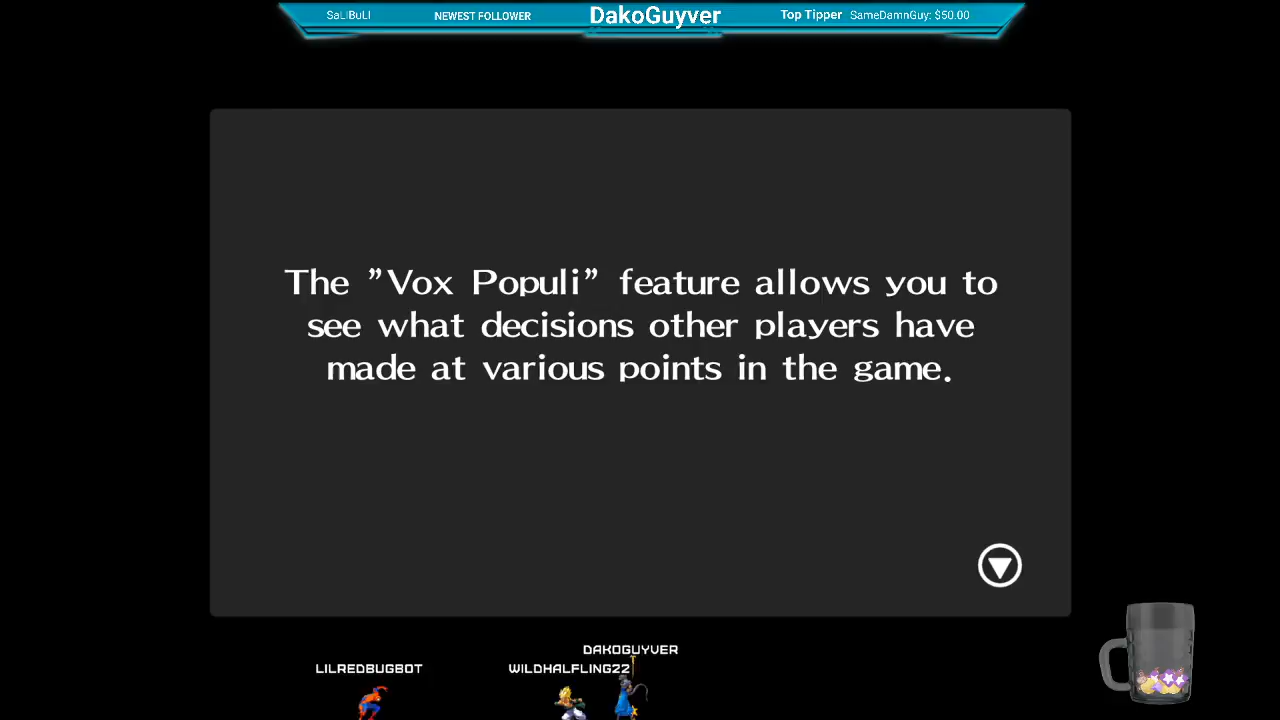 SaLIBuLI NEWEST FOLLOWER DakoGuyver Top Tipper SameDamnGuy: $50.00
The "Vox Populi" feature allows you to
see what decisions other players have
made at various points in the game.
DAKOGUYVER
LILREDBUGBOT WILDHALFLING22